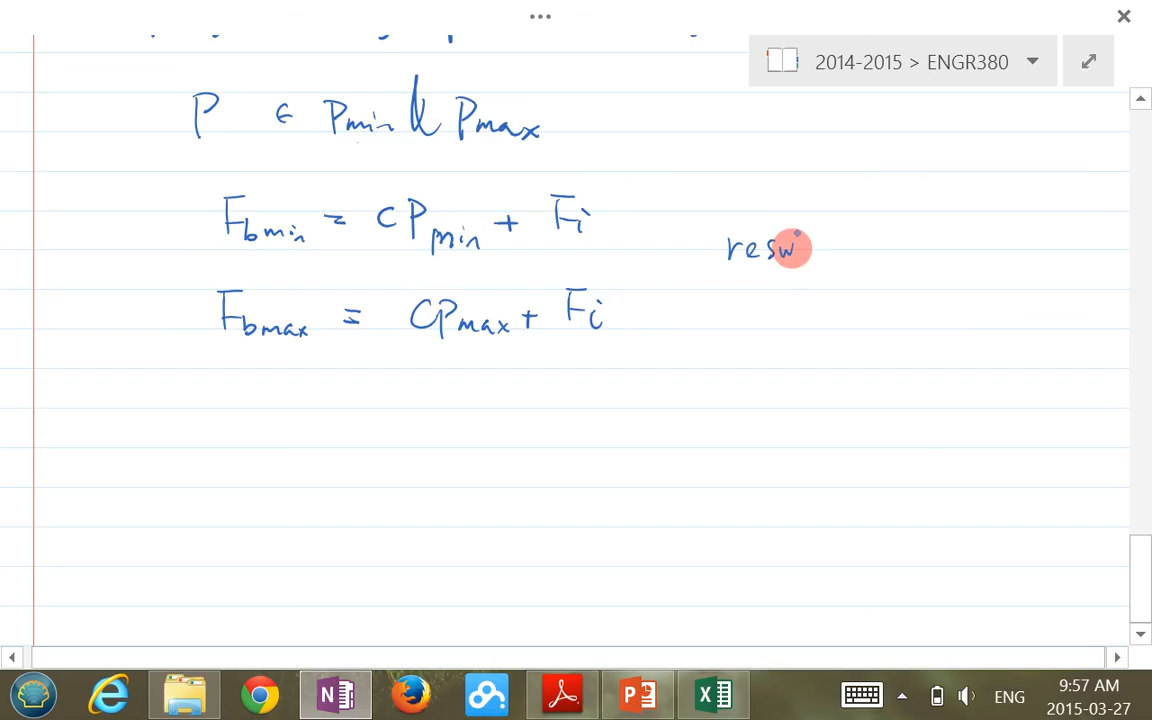 2014-2015 > ENGR380
P ∈ Pmin & Pmax
Fbmin = CPmin + Fi
resw
Fbmax = CPmax + Fi
ENG
9:57 AM
2015-03-27